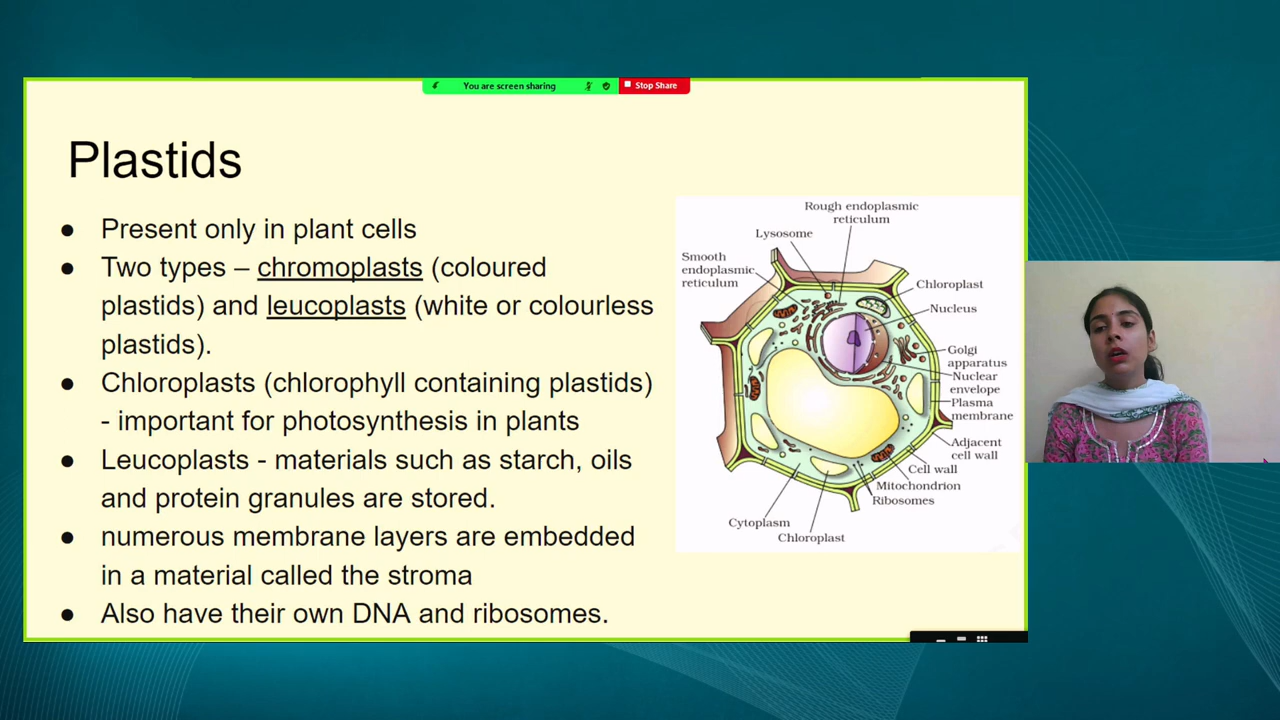 You are screen sharing
Stop Share
Plastids
● Present only in plant cells
● Two types – chromoplasts (coloured
plastids) and leucoplasts (white or colourless
plastids).
● Chloroplasts (chlorophyll containing plastids)
- important for photosynthesis in plants
● Leucoplasts - materials such as starch, oils
and protein granules are stored.
● numerous membrane layers are embedded
in a material called the stroma
● Also have their own DNA and ribosomes.
Rough endoplasmic
reticulum
Lysosome
Smooth
endoplasmic
reticulum
Chloroplast
Nucleus
Golgi
apparatus
Nuclear
envelope
Plasma
membrane
Adjacent
cell wall
Cell wall
Mitochondrion
Ribosomes
Cytoplasm
Chloroplast